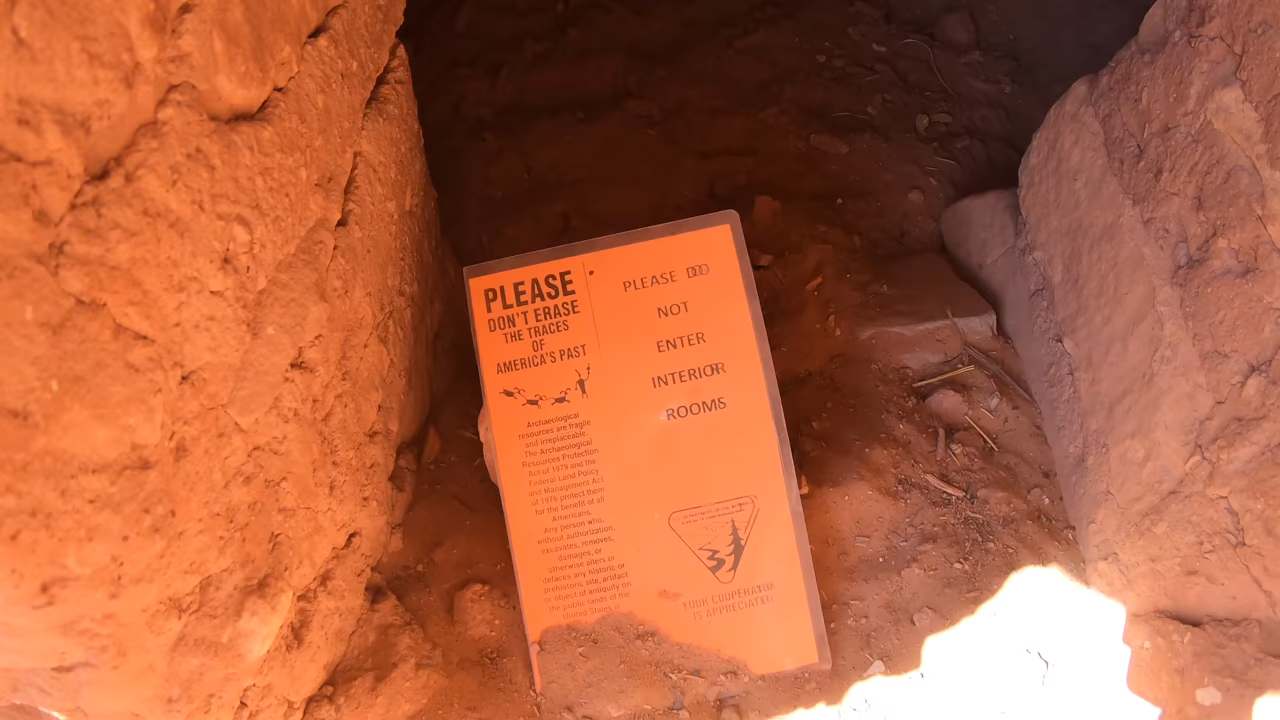 PLEASE
DON'T ERASE
THE TRACES
OF
AMERICA'S PAST
Archaeological
resources are fragile
and irreplaceable.
The Archaeological
Resources Protection
Act of 1979 and the
Federal Land Policy
and Management Act
of 1976 protect them
for the benefit of all
Americans.
Any person who,
without authorization,
excavates, removes,
damages, or
otherwise alters or
defaces any historic or
prehistoric site, artifact
or object of antiquity on
the public lands of the
United States
PLEASE DO
NOT
ENTER
INTERIOR
ROOMS
YOUR COOPERATION
IS APPRECIATED